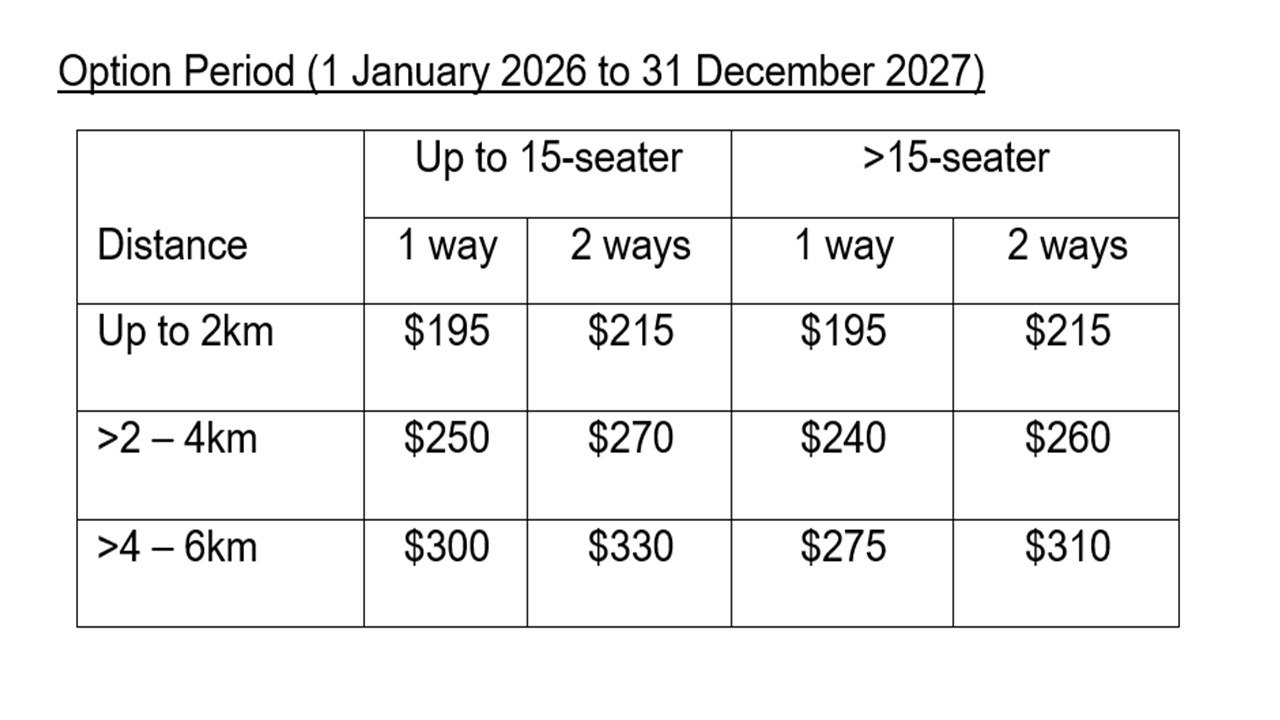 Option Period (1 January 2026 to 31 December 2027)
Distance Up to 15-seater >15-seater
1 way 2 ways 1 way 2 ways
Up to 2km $195 $215 $195 $215
>2 – 4km $250 $270 $240 $260
>4 – 6km $300 $330 $275 $310